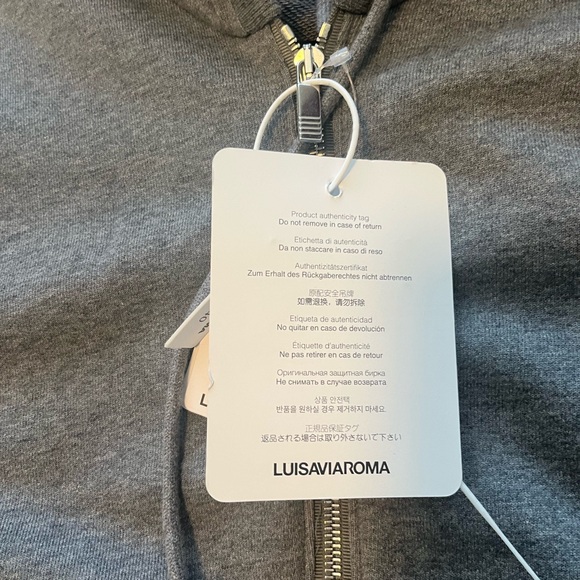 Product authenticity tag
Do not remove in case of return
Etichetta di autenticità
Da non staccare in caso di reso
Authentizitätszertifikat
Zum Erhalt des Rückgaberechtes nicht abtrennen
原配安全吊牌
如需退换，请勿拆除
Etiqueta de autenticidad
No quitar en caso de devolución
Étiquette d'authenticité
Ne pas retirer en cas de retour
Оригинальная защитная бирка
Не снимать в случае возврата
상품 안전택
반품을 원하실 경우 제거하지 마세요.
正規品保証タグ
返品される場合は取り外さないで下さい
LUISAVIAROMA